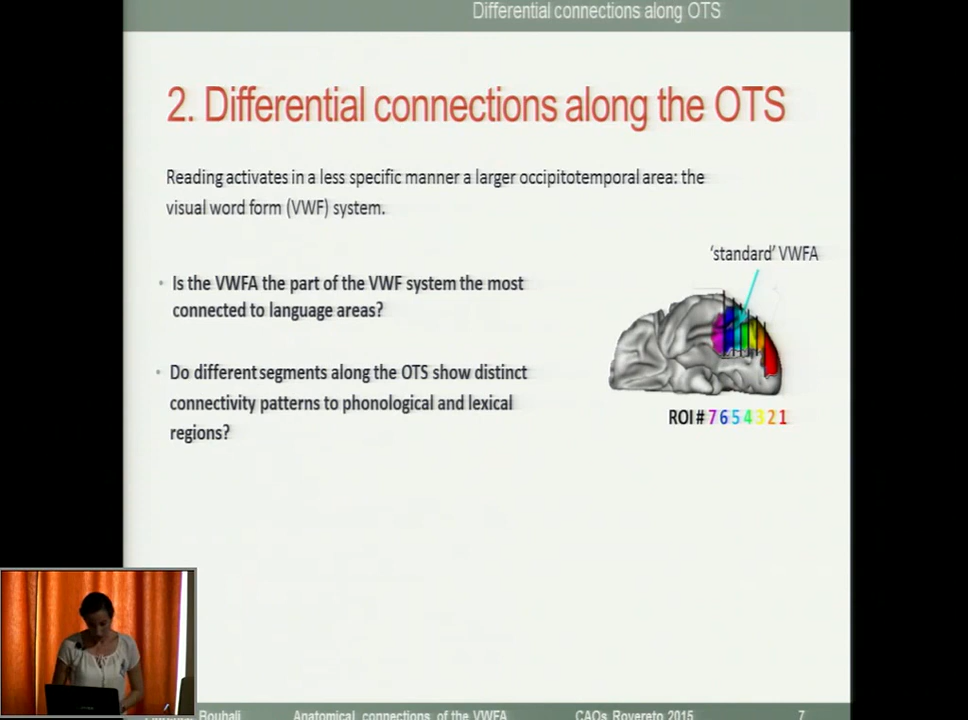 Differential connections along OTS
2. Differential connections along the OTS
Reading activates in a less specific manner a larger occipitotemporal area: the
visual word form (VWF) system.
'standard' VWFA
• Is the VWFA the part of the VWF system the most
connected to language areas?
• Do different segments along the OTS show distinct
connectivity patterns to phonological and lexical
regions?
ROI# 7 6 5 4 3 2 1
Bouhali Anatomical connections of the VWFA CAOs Rovereto 2015 7